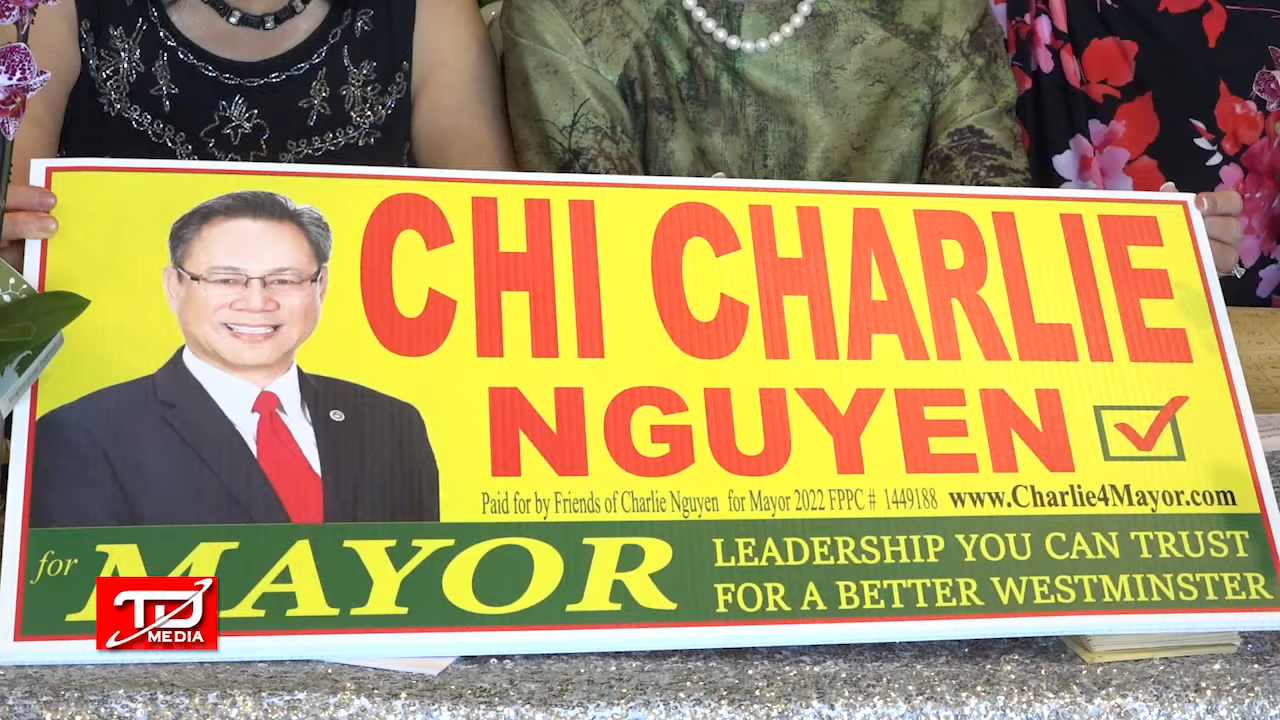 CHI CHARLIE
NGUYEN
Paid for by Friends of Charlie Nguyen for Mayor 2022 FPPC # 1449188 www.Charlie4Mayor.com
for MAYOR
LEADERSHIP YOU CAN TRUST
FOR A BETTER WESTMINSTER
TD
MEDIA